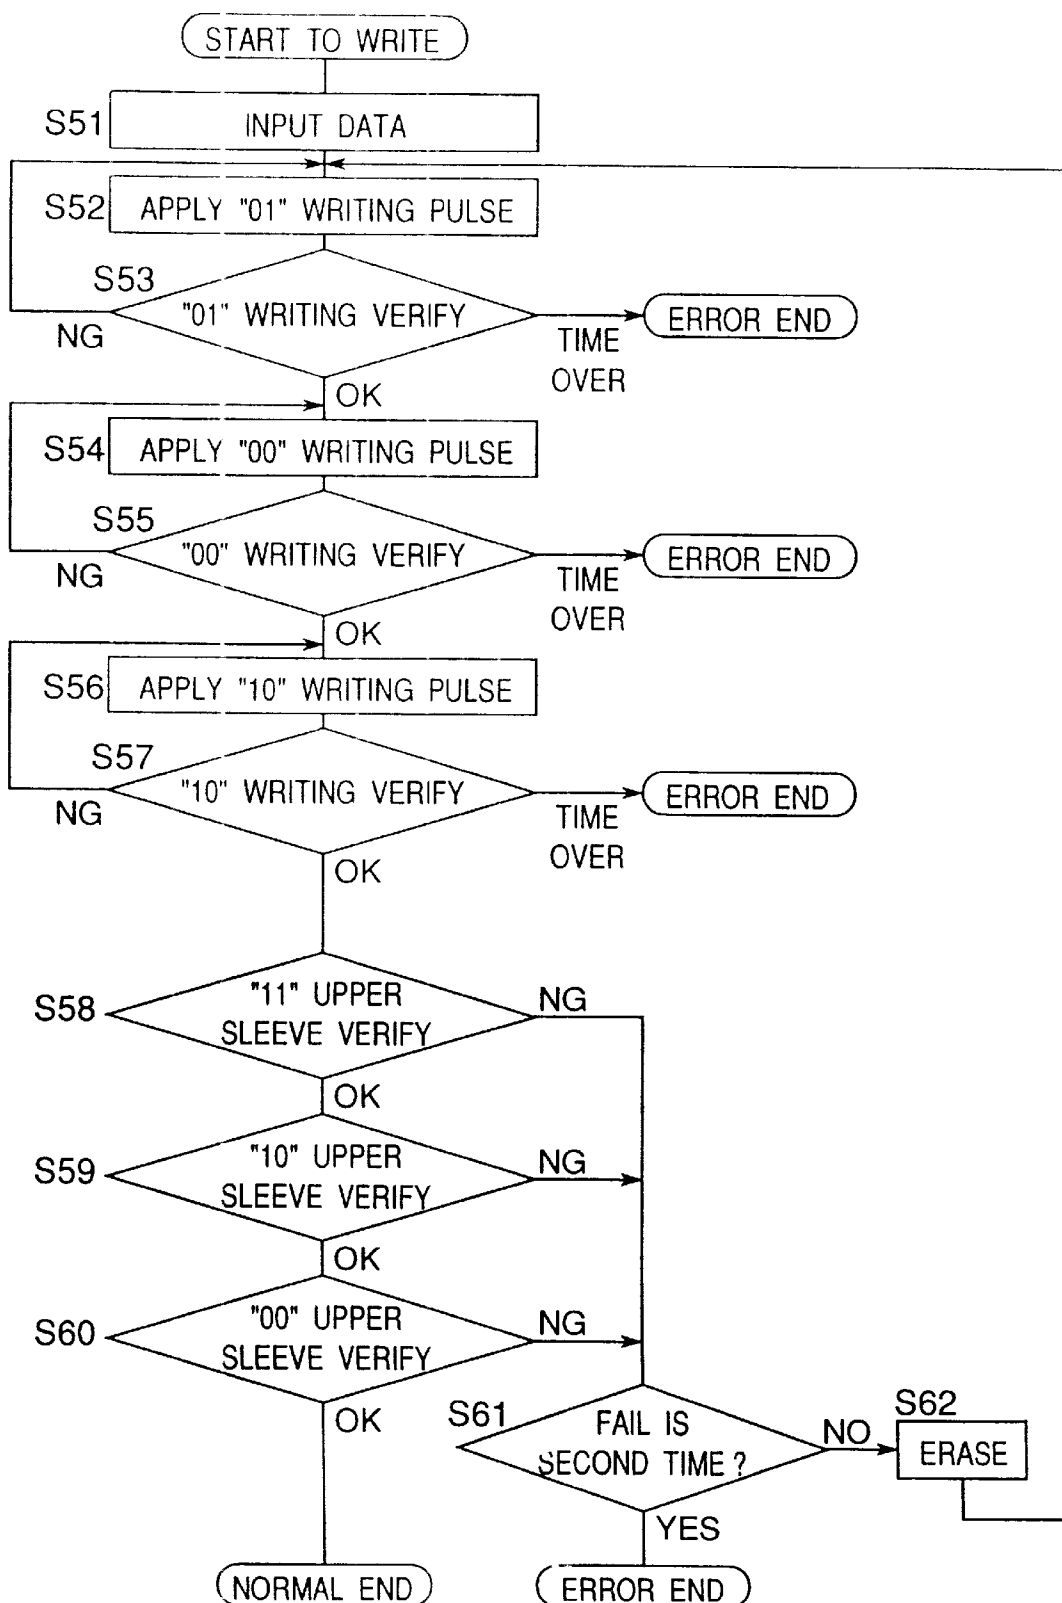 START TO WRITE
S51
INPUT DATA
S52
APPLY "01" WRITING PULSE
S53
"01" WRITING VERIFY
NG
TIME
OVER
ERROR END
OK
S54
APPLY "00" WRITING PULSE
S55
"00" WRITING VERIFY
NG
TIME
OVER
ERROR END
OK
S56
APPLY "10" WRITING PULSE
S57
"10" WRITING VERIFY
NG
TIME
OVER
ERROR END
OK
S58
"11" UPPER
SLEEVE VERIFY
NG
OK
S59
"10" UPPER
SLEEVE VERIFY
NG
OK
S60
"00" UPPER
SLEEVE VERIFY
NG
OK
S61
FAIL IS
SECOND TIME?
NO
S62
ERASE
YES
NORMAL END
ERROR END